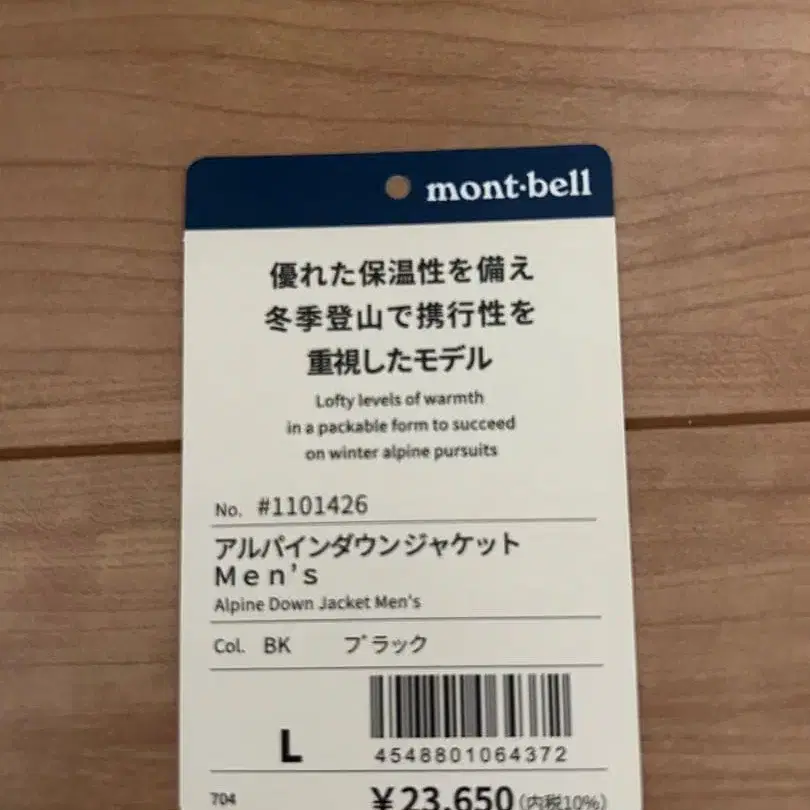 mont·bell
優れた保温性を備え
冬季登山で携行性を
重視したモデル
Lofty levels of warmth
in a packable form to succeed
on winter alpine pursuits
No. #1101426
アルパインダウンジャケット
Men's
Alpine Down Jacket Men's
Col. BK ブラック
L
4548801064372
704 ¥23,650(内税10%)